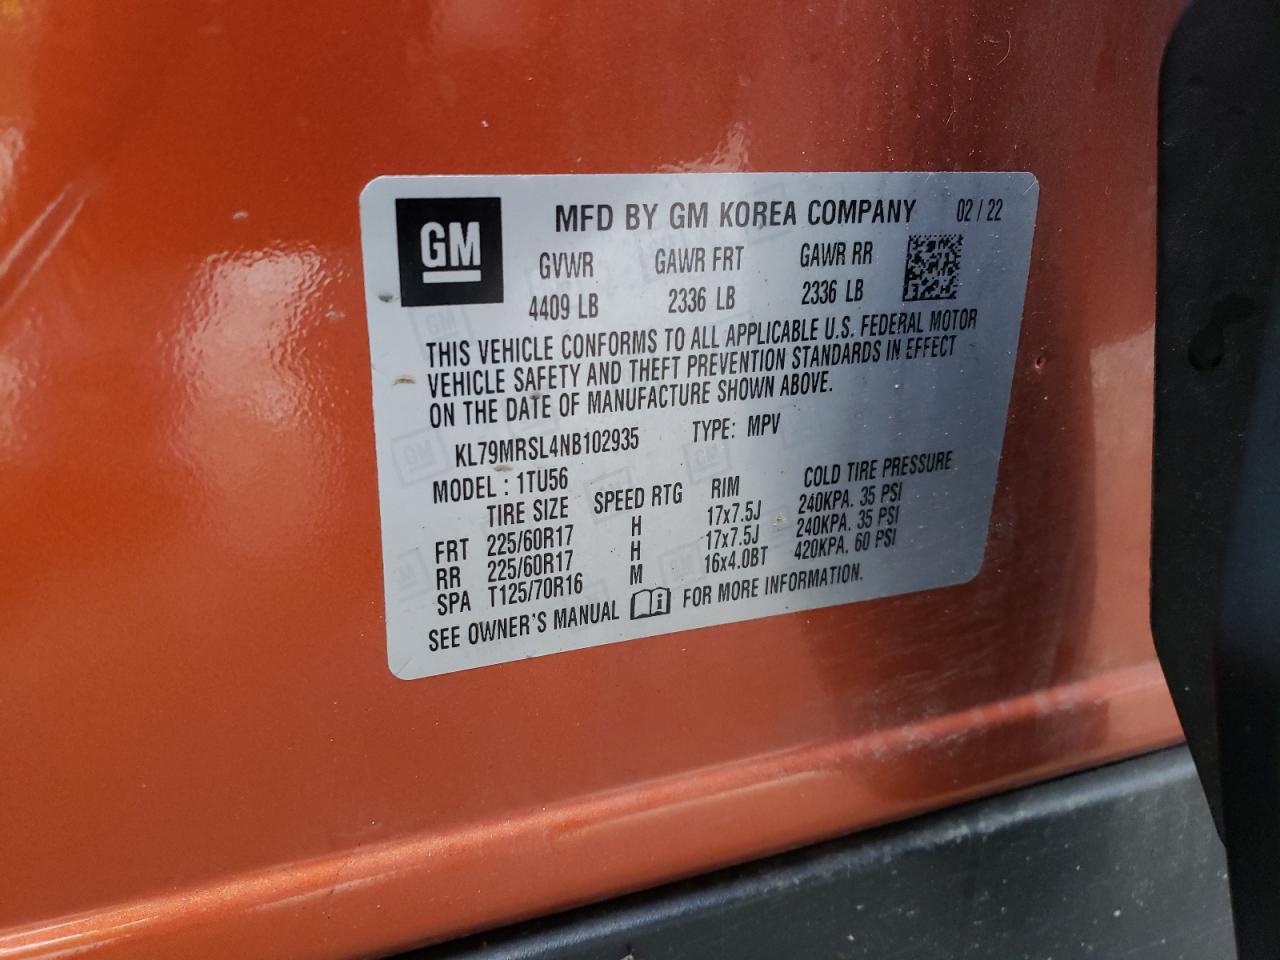 GM
MFD BY GM KOREA COMPANY 02 / 22
GVWR GAWR FRT GAWR RR
4409 LB 2336 LB 2336 LB
THIS VEHICLE CONFORMS TO ALL APPLICABLE U.S. FEDERAL MOTOR
VEHICLE SAFETY AND THEFT PREVENTION STANDARDS IN EFFECT
ON THE DATE OF MANUFACTURE SHOWN ABOVE.
KL79MRSL4NB102935 TYPE: MPV
MODEL : 1TU56
TIRE SIZE SPEED RTG RIM COLD TIRE PRESSURE
FRT 225/60R17 H 17x7.5J 240KPA. 35 PSI
RR 225/60R17 H 17x7.5J 240KPA. 35 PSI
SPA T125/70R16 M 16x4.0BT 420KPA. 60 PSI
SEE OWNER'S MANUAL i FOR MORE INFORMATION.